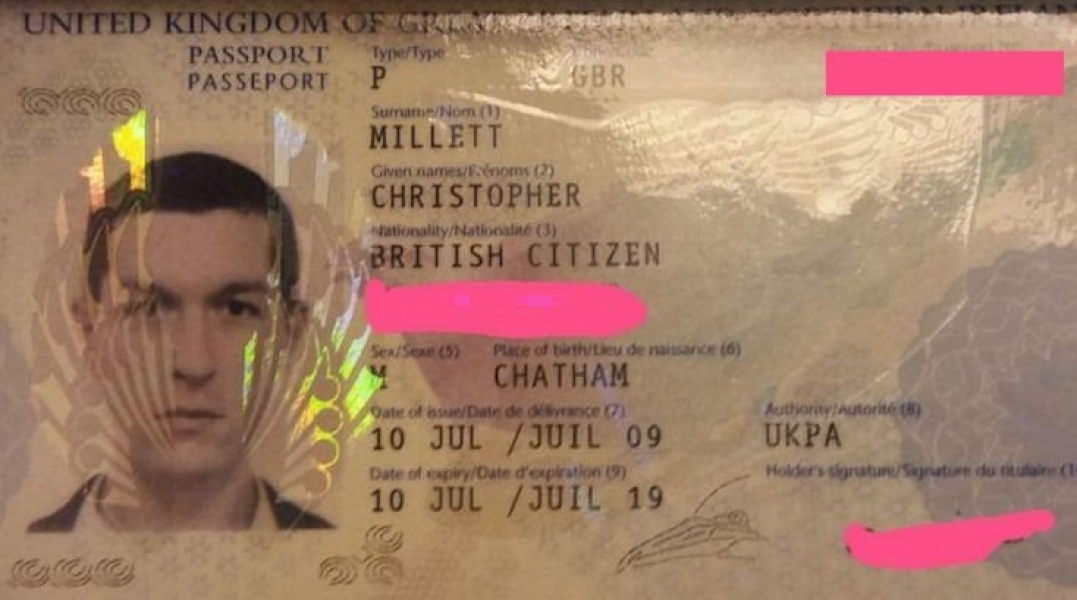 UNITED KINGDOM OF GREAT
PASSPORT
PASSEPORT
Type/Type
P GBR
Surname/Nom (1)
MILLETT
Given names/Prénoms (2)
CHRISTOPHER
Nationality/Nationalité (3)
BRITISH CITIZEN
Sex/Sexe (5) Place of birth/Lieu de naissance (6)
M CHATHAM
Date of issue/Date de délivrance (7) Authority/Autorité (8)
10 JUL /JUIL 09 UKPA
Date of expiry/Date d'expiration (9) Holder's signature/Signature du titulaire
10 JUL /JUIL 19